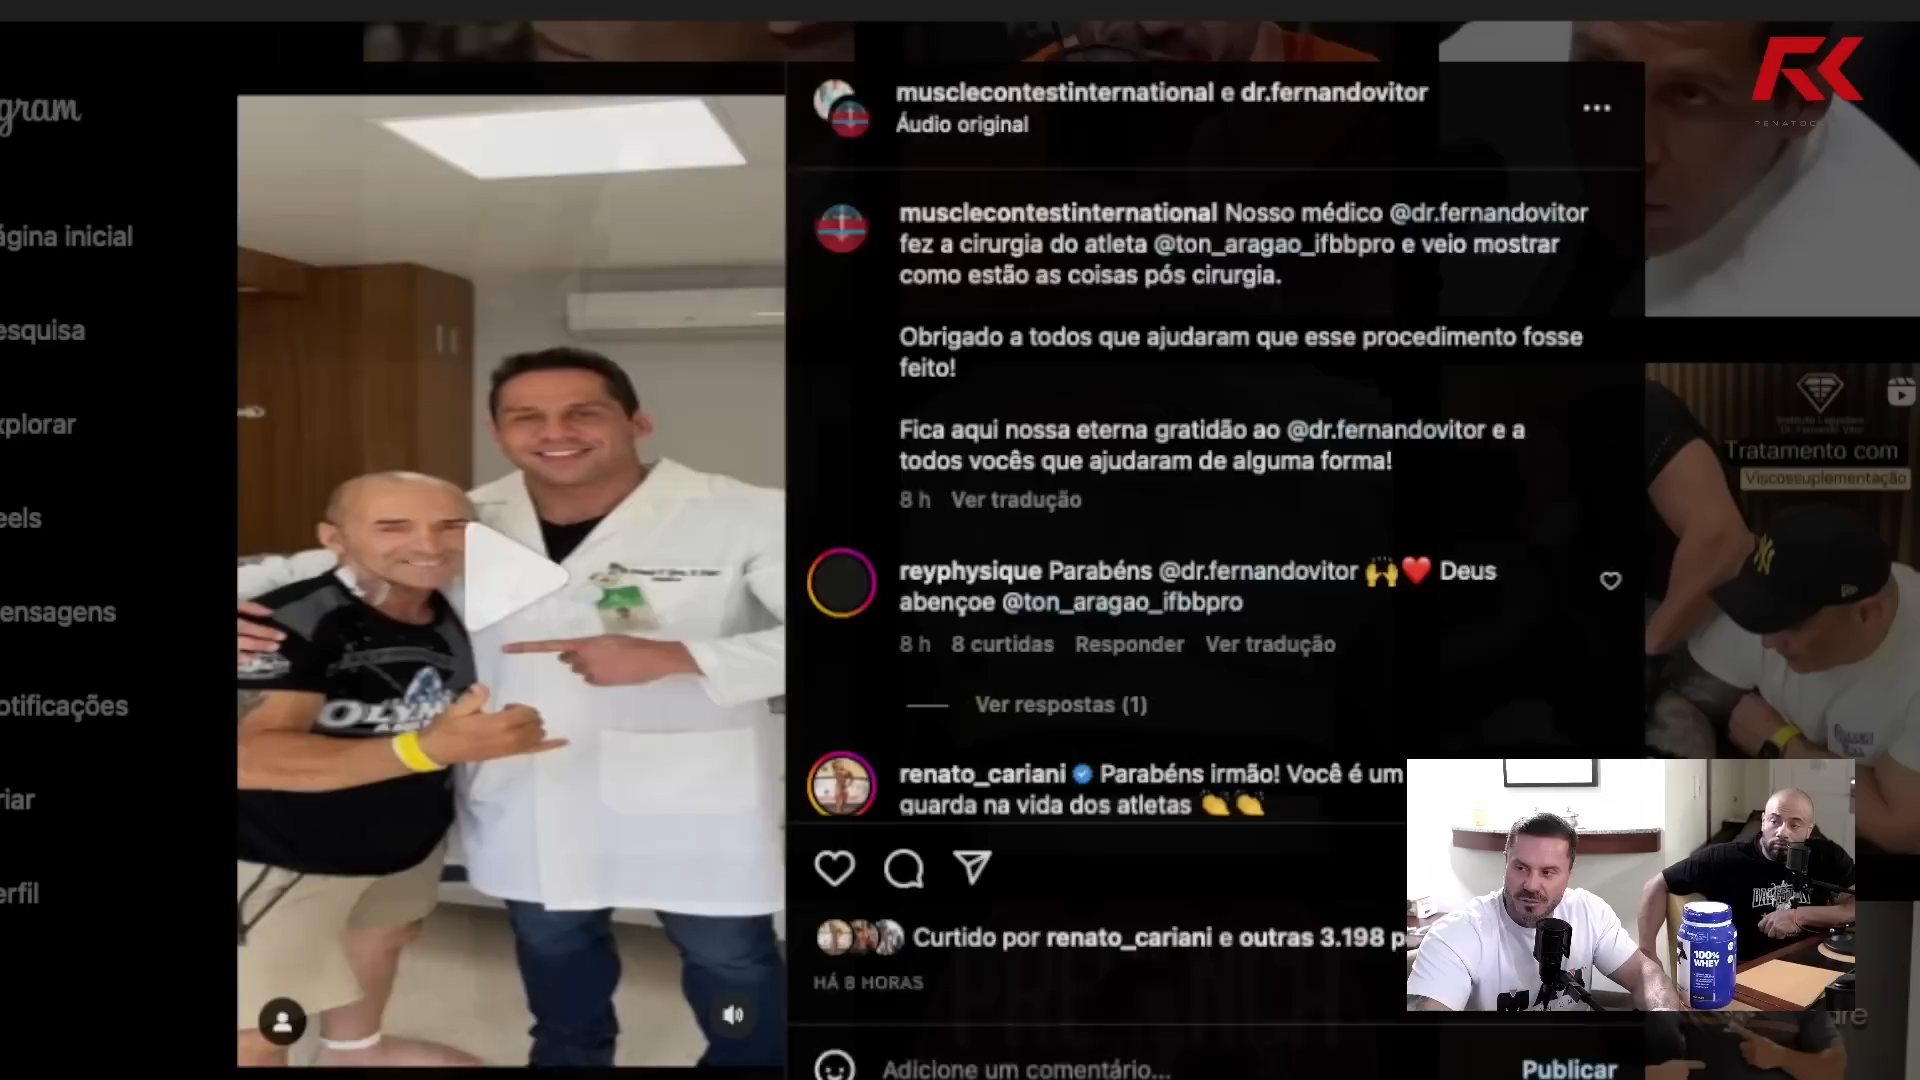 gram
ágina inicial
esquisa
xplorar
eels
ensagens
otificações
riar
erfil
OLYM
musclecontestinternational e dr.fernandovitor
Áudio original
musclecontestinternational Nosso médico @dr.fernandovitor
fez a cirurgia do atleta @ton_aragao_ifbbpro e veio mostrar
como estão as coisas pós cirurgia.
Obrigado a todos que ajudaram que esse procedimento fosse
feito!
Fica aqui nossa eterna gratidão ao @dr.fernandovitor e a
todos vocês que ajudaram de alguma forma!
8 h Ver tradução
reyphysique Parabéns @dr.fernandovitor 🙌❤️ Deus
abençoe @ton_aragao_ifbbpro
8 h 8 curtidas Responder Ver tradução
Ver respostas (1)
renato_cariani Parabéns irmão! Você é um
guarda na vida dos atletas 👏👏
Curtido por renato_cariani e outras 3.198 p
HÁ 8 HORAS
Adicione um comentário...
Publicar
RK
Tratamento com
Viscossuplementação
100%
WHEY
are